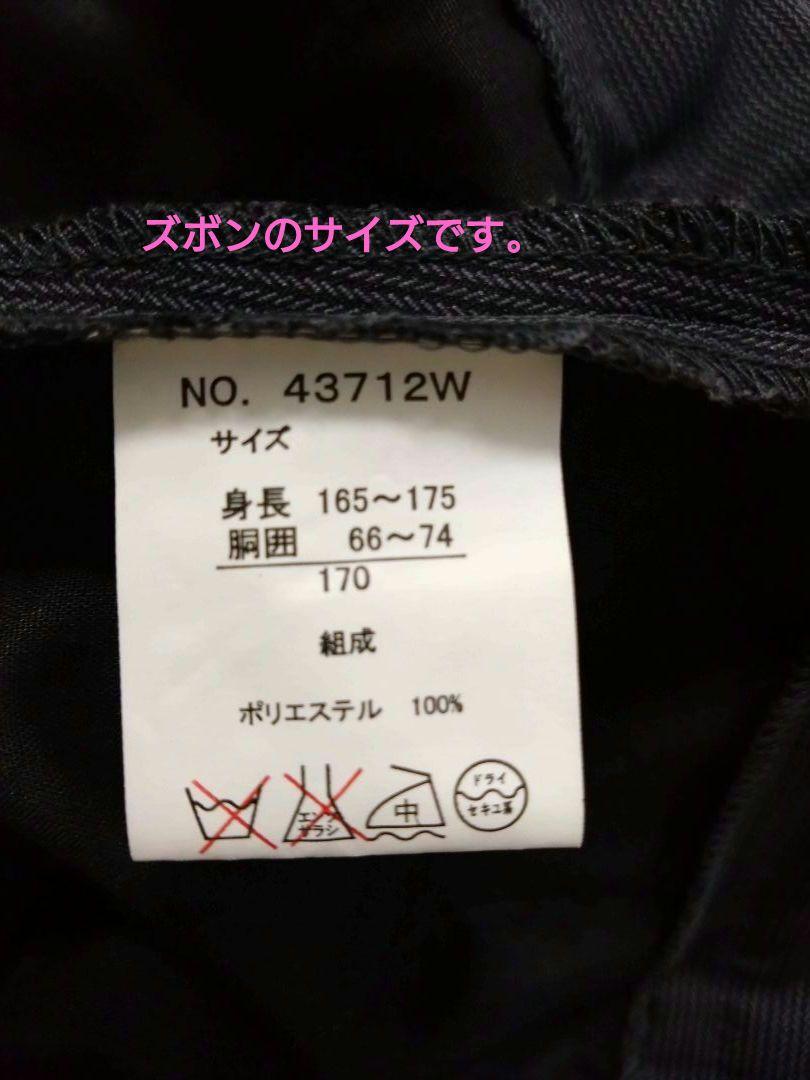 ズボンのサイズです。
NO. 43712W
サイズ
身長 165〜175
胴囲 66〜74
170
組成
ポリエステル 100%
エンソ
サラシ
中
ドライ
セキユ系